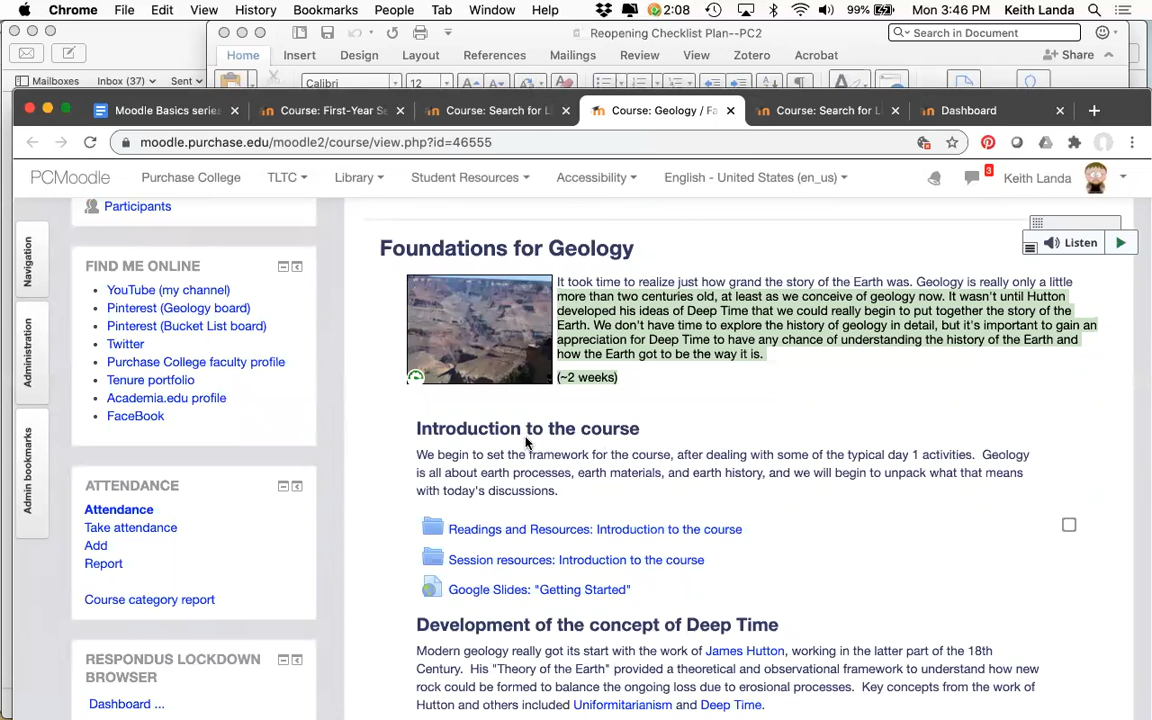 Chrome File Edit View History Bookmarks People Tab Window Help 2:08 99% Mon 3:46 PM Keith Landa
Reopening Checklist Plan--PC2
Search in Document
Home Insert Design Layout References Mailings Review View Zotero Acrobat Share
Mailboxes Inbox (37) Sent
Calibri 12
Moodle Basics serie
Course: First-Year Se
Course: Search for L
Course: Geology / Fa
Course: Search for L
Dashboard
moodle.purchase.edu/moodle2/course/view.php?id=46555
PCMoodle Purchase College TLTC Library Student Resources Accessibility English - United States (en_us) 3 Keith Landa
Navigation
Administration
Admin bookmarks
Participants
FIND ME ONLINE
YouTube (my channel)
Pinterest (Geology board)
Pinterest (Bucket List board)
Twitter
Purchase College faculty profile
Tenure portfolio
Academia.edu profile
FaceBook
ATTENDANCE
Attendance
Take attendance
Add
Report
Course category report
RESPONDUS LOCKDOWN
BROWSER
Dashboard ...
Listen
Foundations for Geology
It took time to realize just how grand the story of the Earth was. Geology is really only a little
more than two centuries old, at least as we conceive of geology now. It wasn't until Hutton
developed his ideas of Deep Time that we could really begin to put together the story of the
Earth. We don't have time to explore the history of geology in detail, but it's important to gain an
appreciation for Deep Time to have any chance of understanding the history of the Earth and
how the Earth got to be the way it is.
(~2 weeks)
Introduction to the course
We begin to set the framework for the course, after dealing with some of the typical day 1 activities. Geology
is all about earth processes, earth materials, and earth history, and we will begin to unpack what that means
with today's discussions.
Readings and Resources: Introduction to the course
Session resources: Introduction to the course
Google Slides: "Getting Started"
Development of the concept of Deep Time
Modern geology really got its start with the work of James Hutton, working in the latter part of the 18th
Century. His "Theory of the Earth" provided a theoretical and observational framework to understand how new
rock could be formed to balance the ongoing loss due to erosional processes. Key concepts from the work of
Hutton and others included Uniformitarianism and Deep Time.